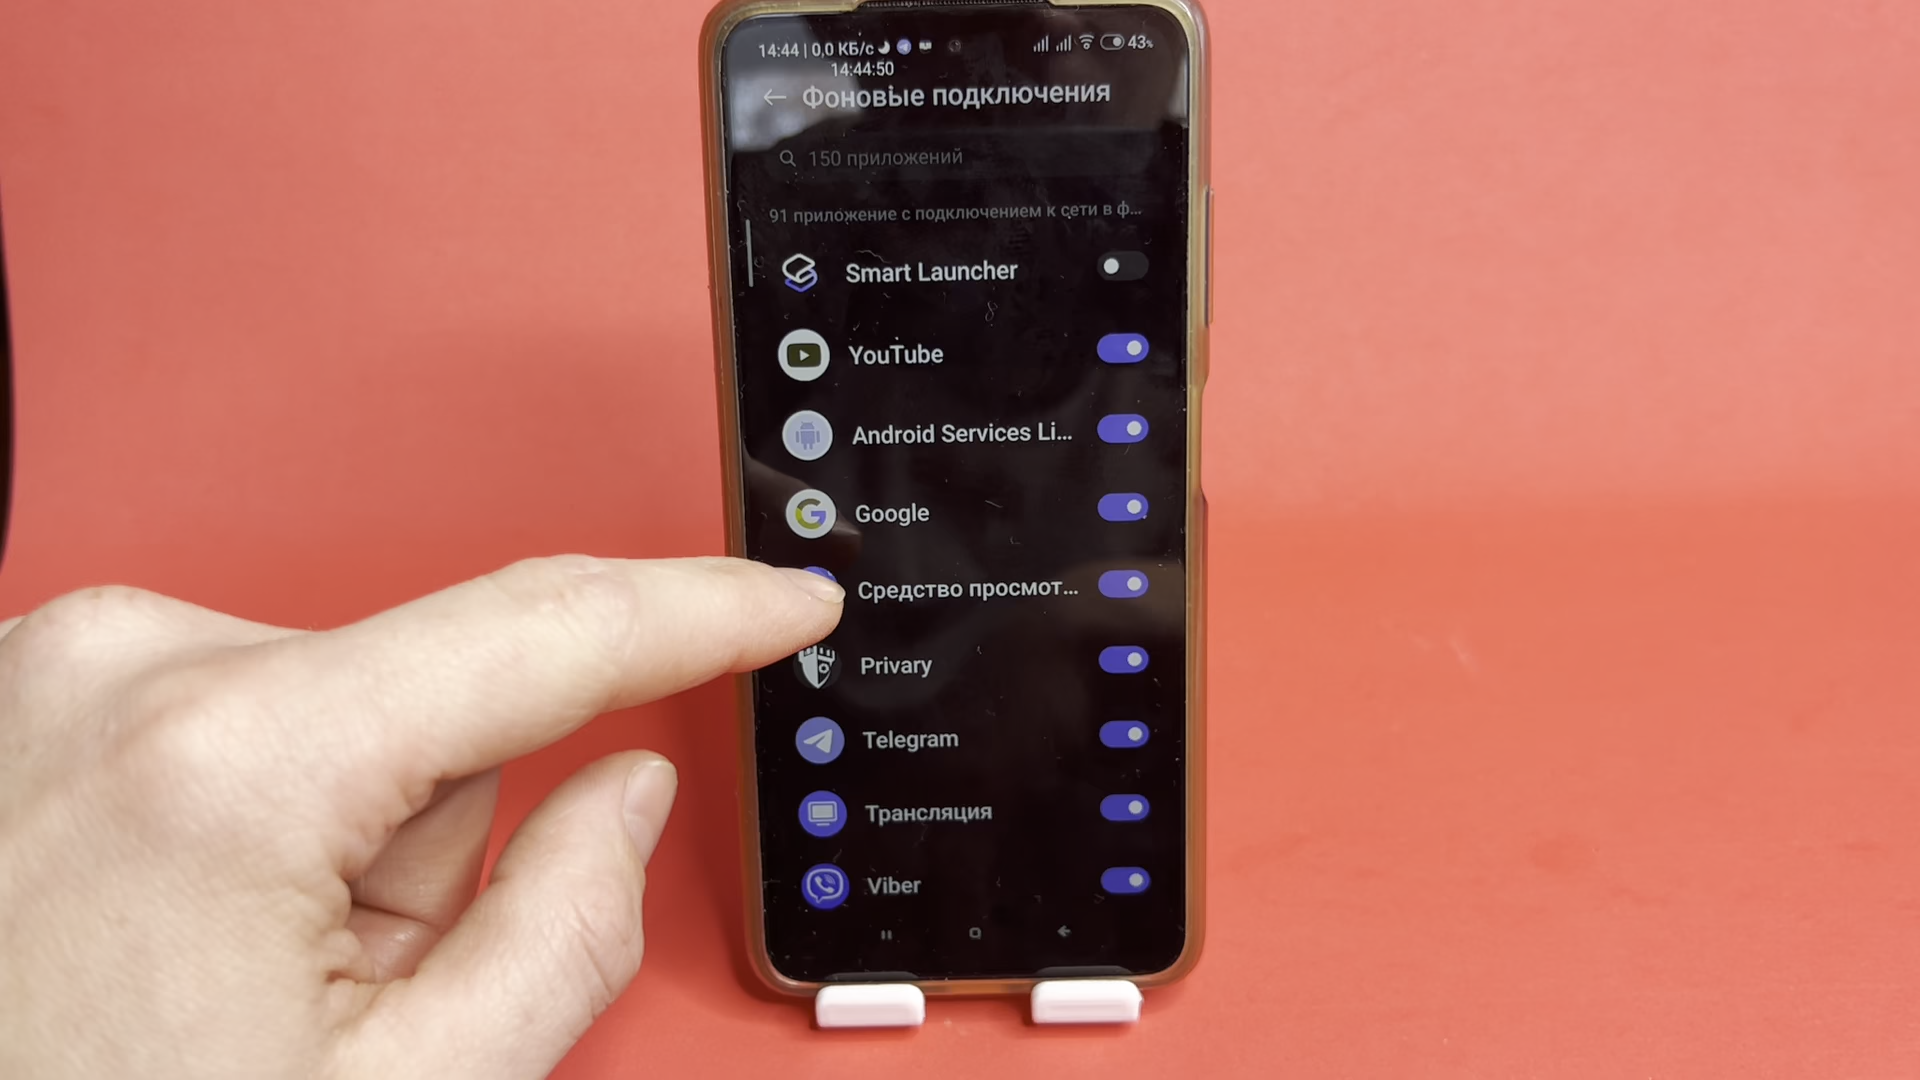 14:44 | 0,0 КБ/с 43%
14:44:50
Фоновые подключения
150 приложений
91 приложение с подключением к сети в ф...
Smart Launcher
YouTube
Android Services Li...
Google
Средство просмот...
Privary
Telegram
Трансляция
Viber